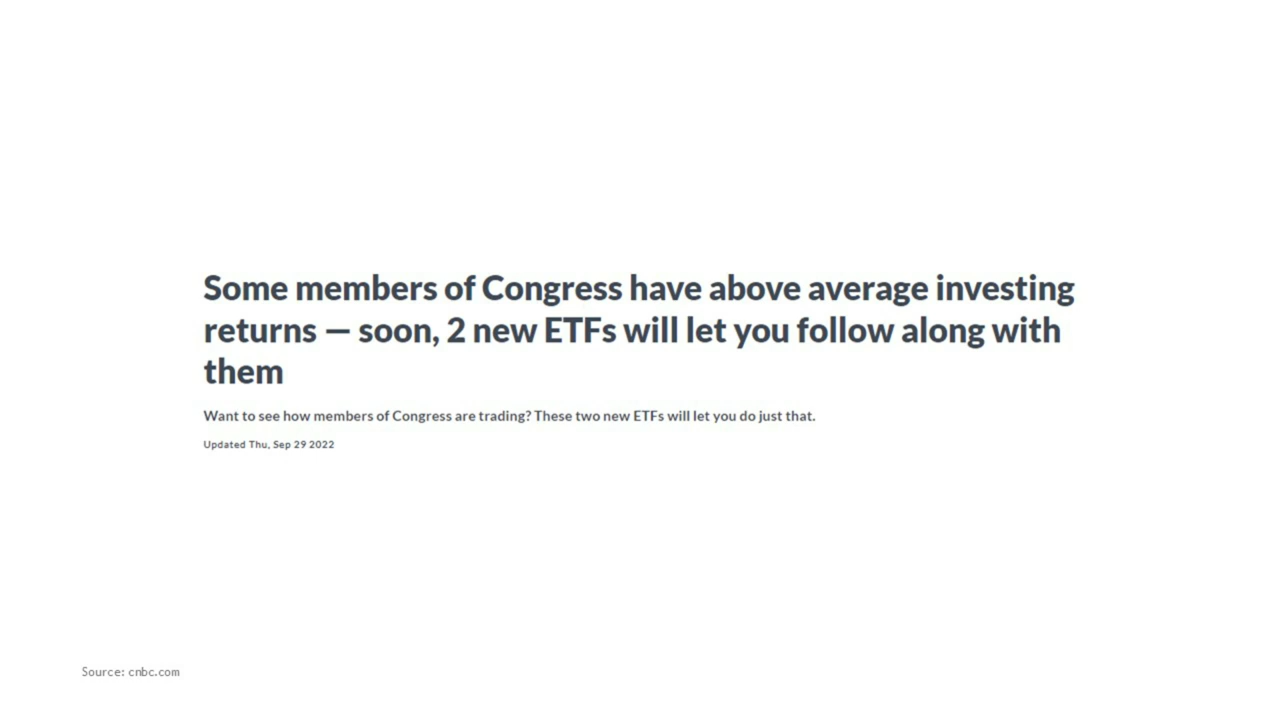 Some members of Congress have above average investing
returns — soon, 2 new ETFs will let you follow along with
them
Want to see how members of Congress are trading? These two new ETFs will let you do just that.
Updated Thu, Sep 29 2022
Source: cnbc.com